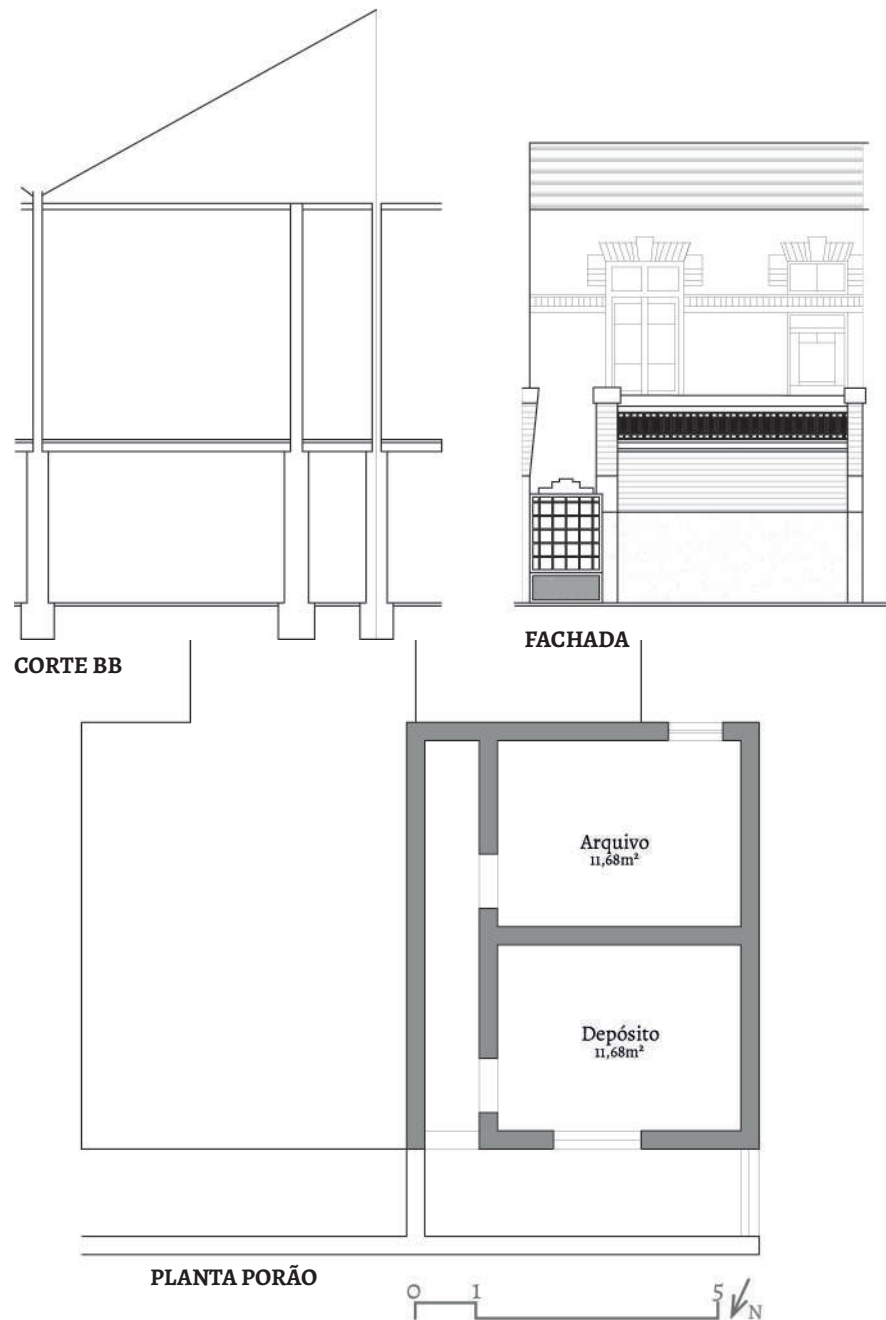 CORTE BB
FACHADA
Arquivo
11,68m²
Depósito
11,68m²
PLANTA PORÃO
0 1 5 N